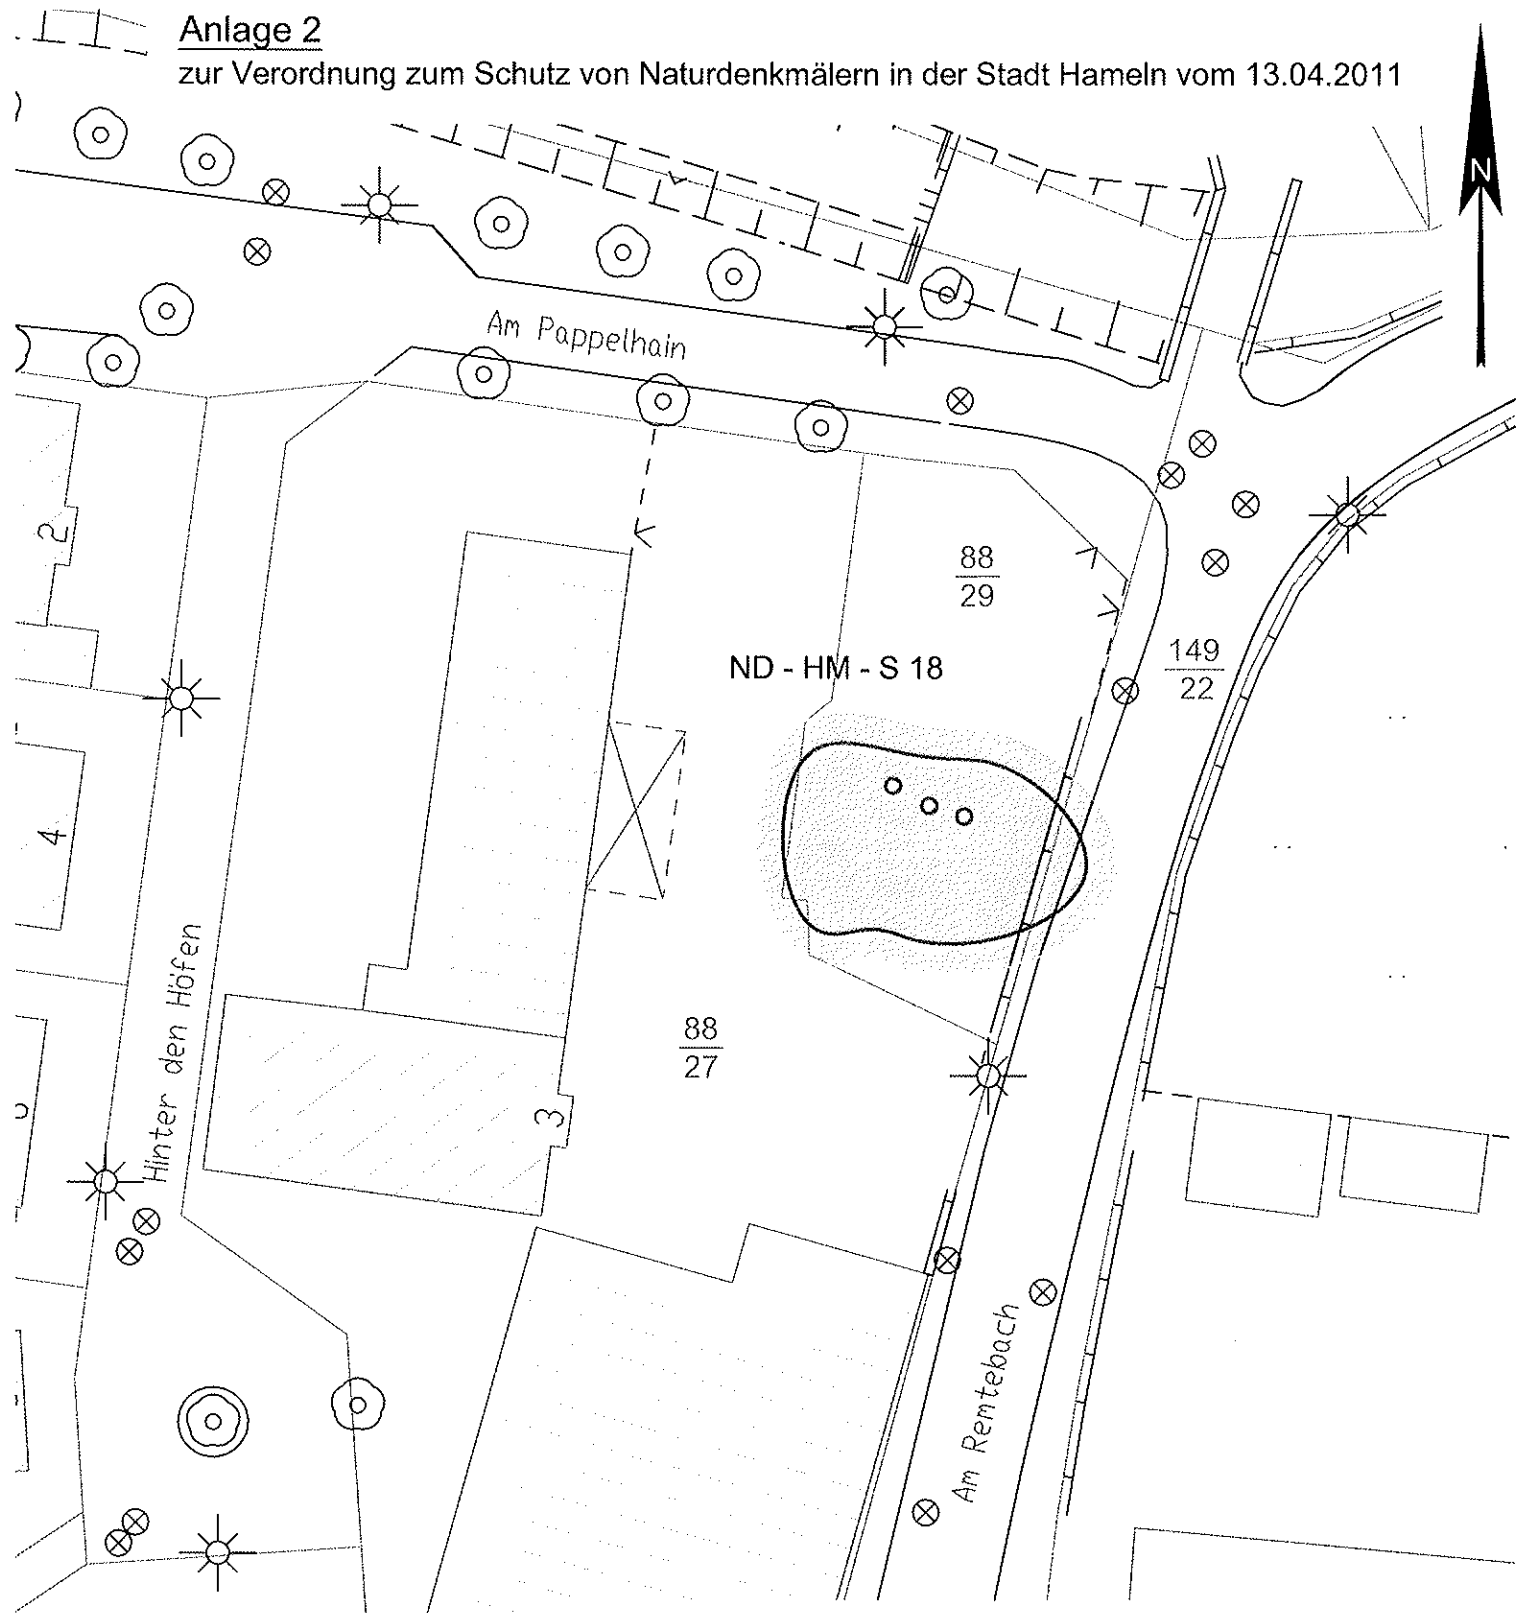 Anlage 2
zur Verordnung zum Schutz von Naturdenkmälern in der Stadt Hameln vom 13.04.2011
N
Am Pappelhain
2
88
29
ND - HM - S 18
149
22
4
Hinter den Höfen
88
27
3
Am Remtebach